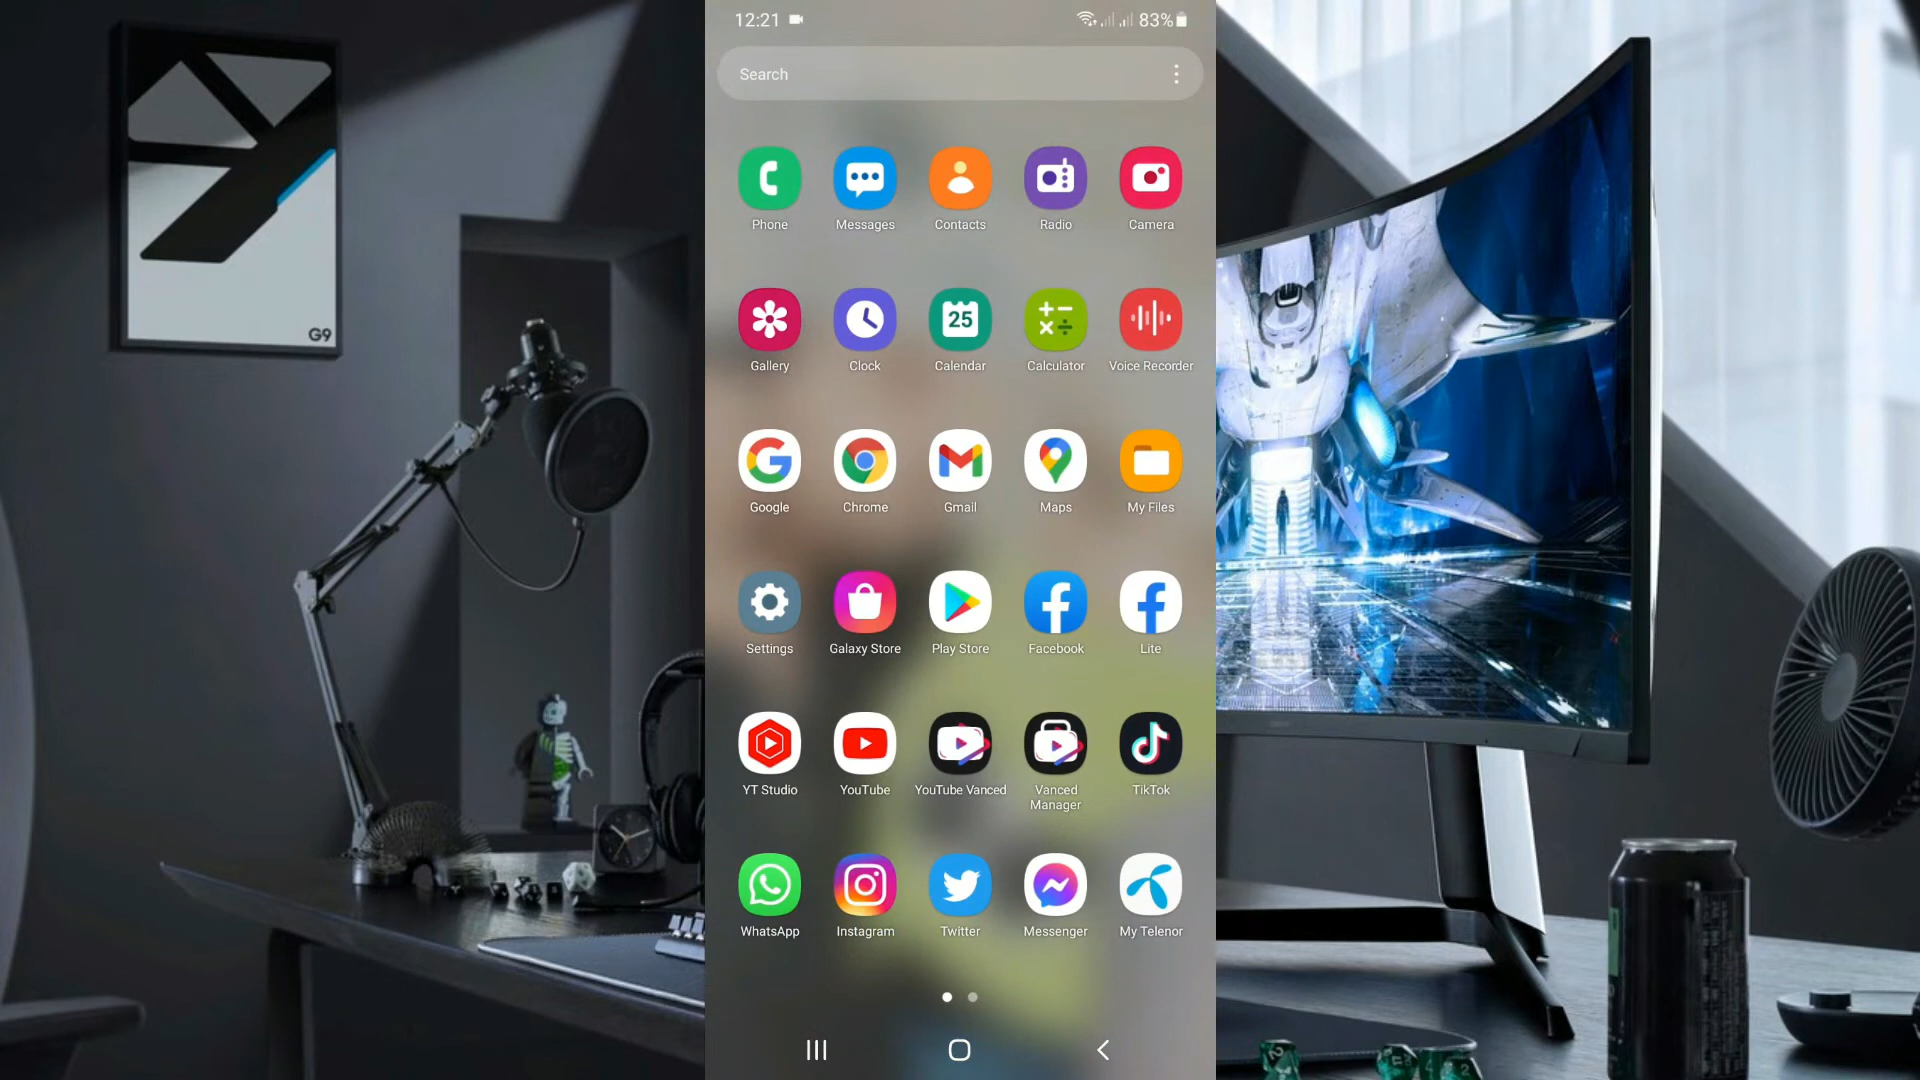 12:21
83%
Search
G9
Phone
Messages
Contacts
Radio
Camera
25
Gallery
Clock
Calendar
Calculator
Voice Recorder
Google
Chrome
Gmail
Maps
My Files
Settings
Galaxy Store
Play Store
Facebook
Lite
YT Studio
YouTube
YouTube Vanced
Vanced
Manager
TikTok
WhatsApp
Instagram
Twitter
Messenger
My Telenor